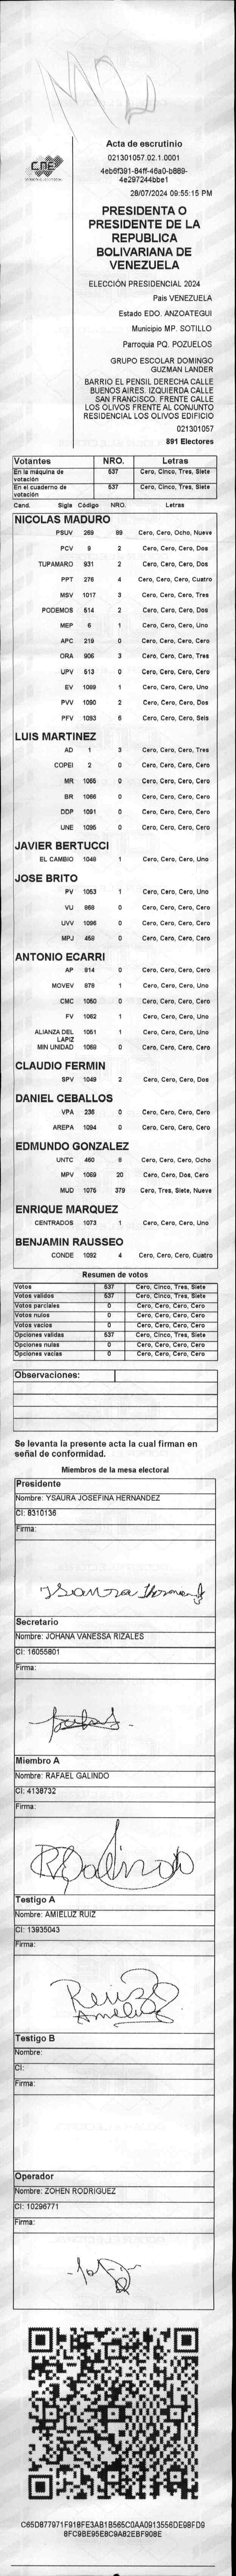 CNE
Acta de escrutinio
021301057.02.1.0001
4eb6f391-84ff-46a0-b889-
4e297244bbe1
28/07/2024 09:55:15 PM
PRESIDENTA O
PRESIDENTE DE LA
REPUBLICA
BOLIVARIANA DE
VENEZUELA
ELECCIÓN PRESIDENCIAL 2024
Pais VENEZUELA
Estado EDO. ANZOATEGUI
Municipio MP. SOTILLO
Parroquia PQ. POZUELOS
GRUPO ESCOLAR DOMINGO
GUZMAN LANDER
BARRIO EL PENSIL DERECHA CALLE
BUENOS AIRES. IZQUIERDA CALLE
SAN FRANCISCO. FRENTE CALLE
LOS OLIVOS FRENTE AL CONJUNTO
RESIDENCIAL LOS OLIVOS EDIFICIO
021301057
891 Electores
Votantes NRO. Letras
En la máquina de votación 537 Cero, Cinco, Tres, Siete
En el cuaderno de votación 537 Cero, Cinco, Tres, Siete
Cand. Sigla Código NRO. Letras
NICOLAS MADURO
PSUV 269 89 Cero, Cero, Ocho, Nueve
PCV 9 2 Cero, Cero, Cero, Dos
TUPAMARO 931 2 Cero, Cero, Cero, Dos
PPT 276 4 Cero, Cero, Cero, Cuatro
MSV 1017 3 Cero, Cero, Cero, Tres
PODEMOS 514 2 Cero, Cero, Cero, Dos
MEP 6 1 Cero, Cero, Cero, Uno
APC 219 0 Cero, Cero, Cero, Cero
ORA 906 3 Cero, Cero, Cero, Tres
UPV 513 0 Cero, Cero, Cero, Cero
EV 1089 1 Cero, Cero, Cero, Uno
PVV 1090 2 Cero, Cero, Cero, Dos
PFV 1093 6 Cero, Cero, Cero, Seis
LUIS MARTINEZ
AD 1 3 Cero, Cero, Cero, Tres
COPEI 2 0 Cero, Cero, Cero, Cero
MR 1065 0 Cero, Cero, Cero, Cero
BR 1066 0 Cero, Cero, Cero, Cero
DDP 1091 0 Cero, Cero, Cero, Cero
UNE 1095 0 Cero, Cero, Cero, Cero
JAVIER BERTUCCI
EL CAMBIO 1046 1 Cero, Cero, Cero, Uno
JOSE BRITO
PV 1053 1 Cero, Cero, Cero, Uno
VU 868 0 Cero, Cero, Cero, Cero
UVV 1096 0 Cero, Cero, Cero, Cero
MPJ 458 0 Cero, Cero, Cero, Cero
ANTONIO ECARRI
AP 814 0 Cero, Cero, Cero, Cero
MOVEV 878 1 Cero, Cero, Cero, Uno
CMC 1050 0 Cero, Cero, Cero, Cero
FV 1062 1 Cero, Cero, Cero, Uno
ALIANZA DEL LAPIZ 1051 1 Cero, Cero, Cero, Uno
MIN UNIDAD 1059 0 Cero, Cero, Cero, Cero
CLAUDIO FERMIN
SPV 1049 2 Cero, Cero, Cero, Dos
DANIEL CEBALLOS
VPA 236 0 Cero, Cero, Cero, Cero
AREPA 1094 0 Cero, Cero, Cero, Cero
EDMUNDO GONZALEZ
UNTC 460 8 Cero, Cero, Cero, Ocho
MPV 1069 20 Cero, Cero, Dos, Cero
MUD 1075 379 Cero, Tres, Siete, Nueve
ENRIQUE MARQUEZ
CENTRADOS 1073 1 Cero, Cero, Cero, Uno
BENJAMIN RAUSSEO
CONDE 1092 4 Cero, Cero, Cero, Cuatro
Resumen de votos
Votos 537 Cero, Cinco, Tres, Siete
Votos validos 537 Cero, Cinco, Tres, Siete
Votos parciales 0 Cero, Cero, Cero, Cero
Votos nulos 0 Cero, Cero, Cero, Cero
Votos vacios 0 Cero, Cero, Cero, Cero
Opciones validas 537 Cero, Cinco, Tres, Siete
Opciones nulas 0 Cero, Cero, Cero, Cero
Opciones vacias 0 Cero, Cero, Cero, Cero
Observaciones:
Se levanta la presente acta la cual firman en
señal de conformidad.
Miembros de la mesa electoral
Presidente
Nombre: YSAURA JOSEFINA HERNANDEZ
CI: 8310136
Firma:
Secretario
Nombre: JOHANA VANESSA RIZALES
CI: 16055801
Firma:
Miembro A
Nombre: RAFAEL GALINDO
CI: 4138732
Firma:
RGalindo
Testigo A
Nombre: AMIELUZ RUIZ
CI: 13935043
Firma:
Ruiz
Ameluz
Testigo B
Nombre:
CI:
Firma:
Operador
Nombre: ZOHEN RODRIGUEZ
CI: 10296771
Firma:
C65D877971F918FE3AB1B565C0AA0913556DE98FD9
8FC9BE95E8C9A82EBF908E